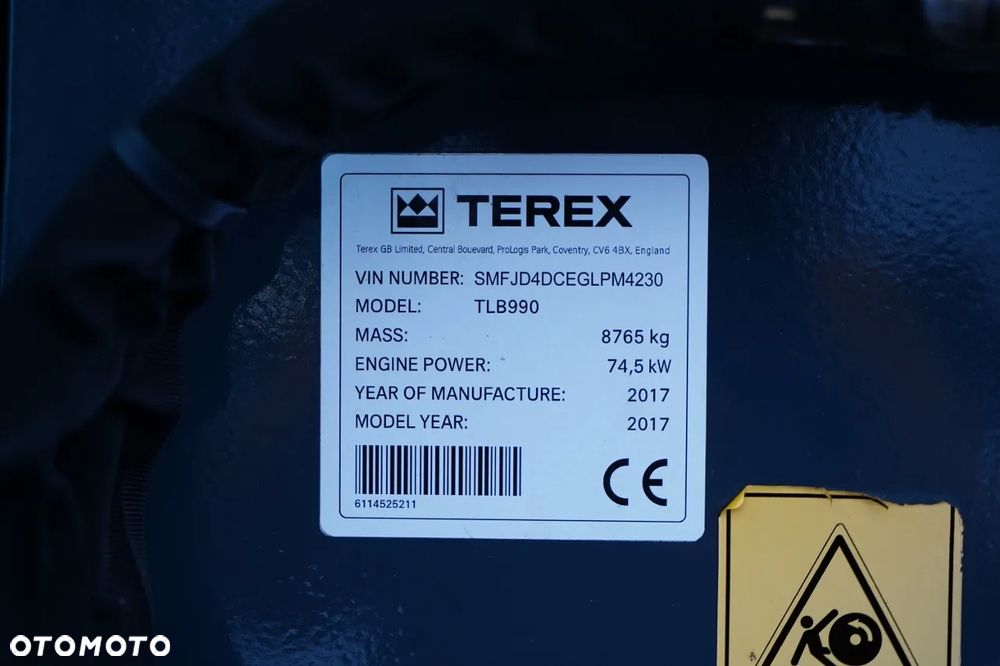 TEREX
Terex GB Limited, Central Bouevard, ProLogis Park, Coventry, CV6 4BX, England
VIN NUMBER: SMFJD4DCEGLPM4230
MODEL: TLB990
MASS: 8765 kg
ENGINE POWER: 74,5 kW
YEAR OF MANUFACTURE: 2017
MODEL YEAR: 2017
CE
6114525211
OTOMOTO